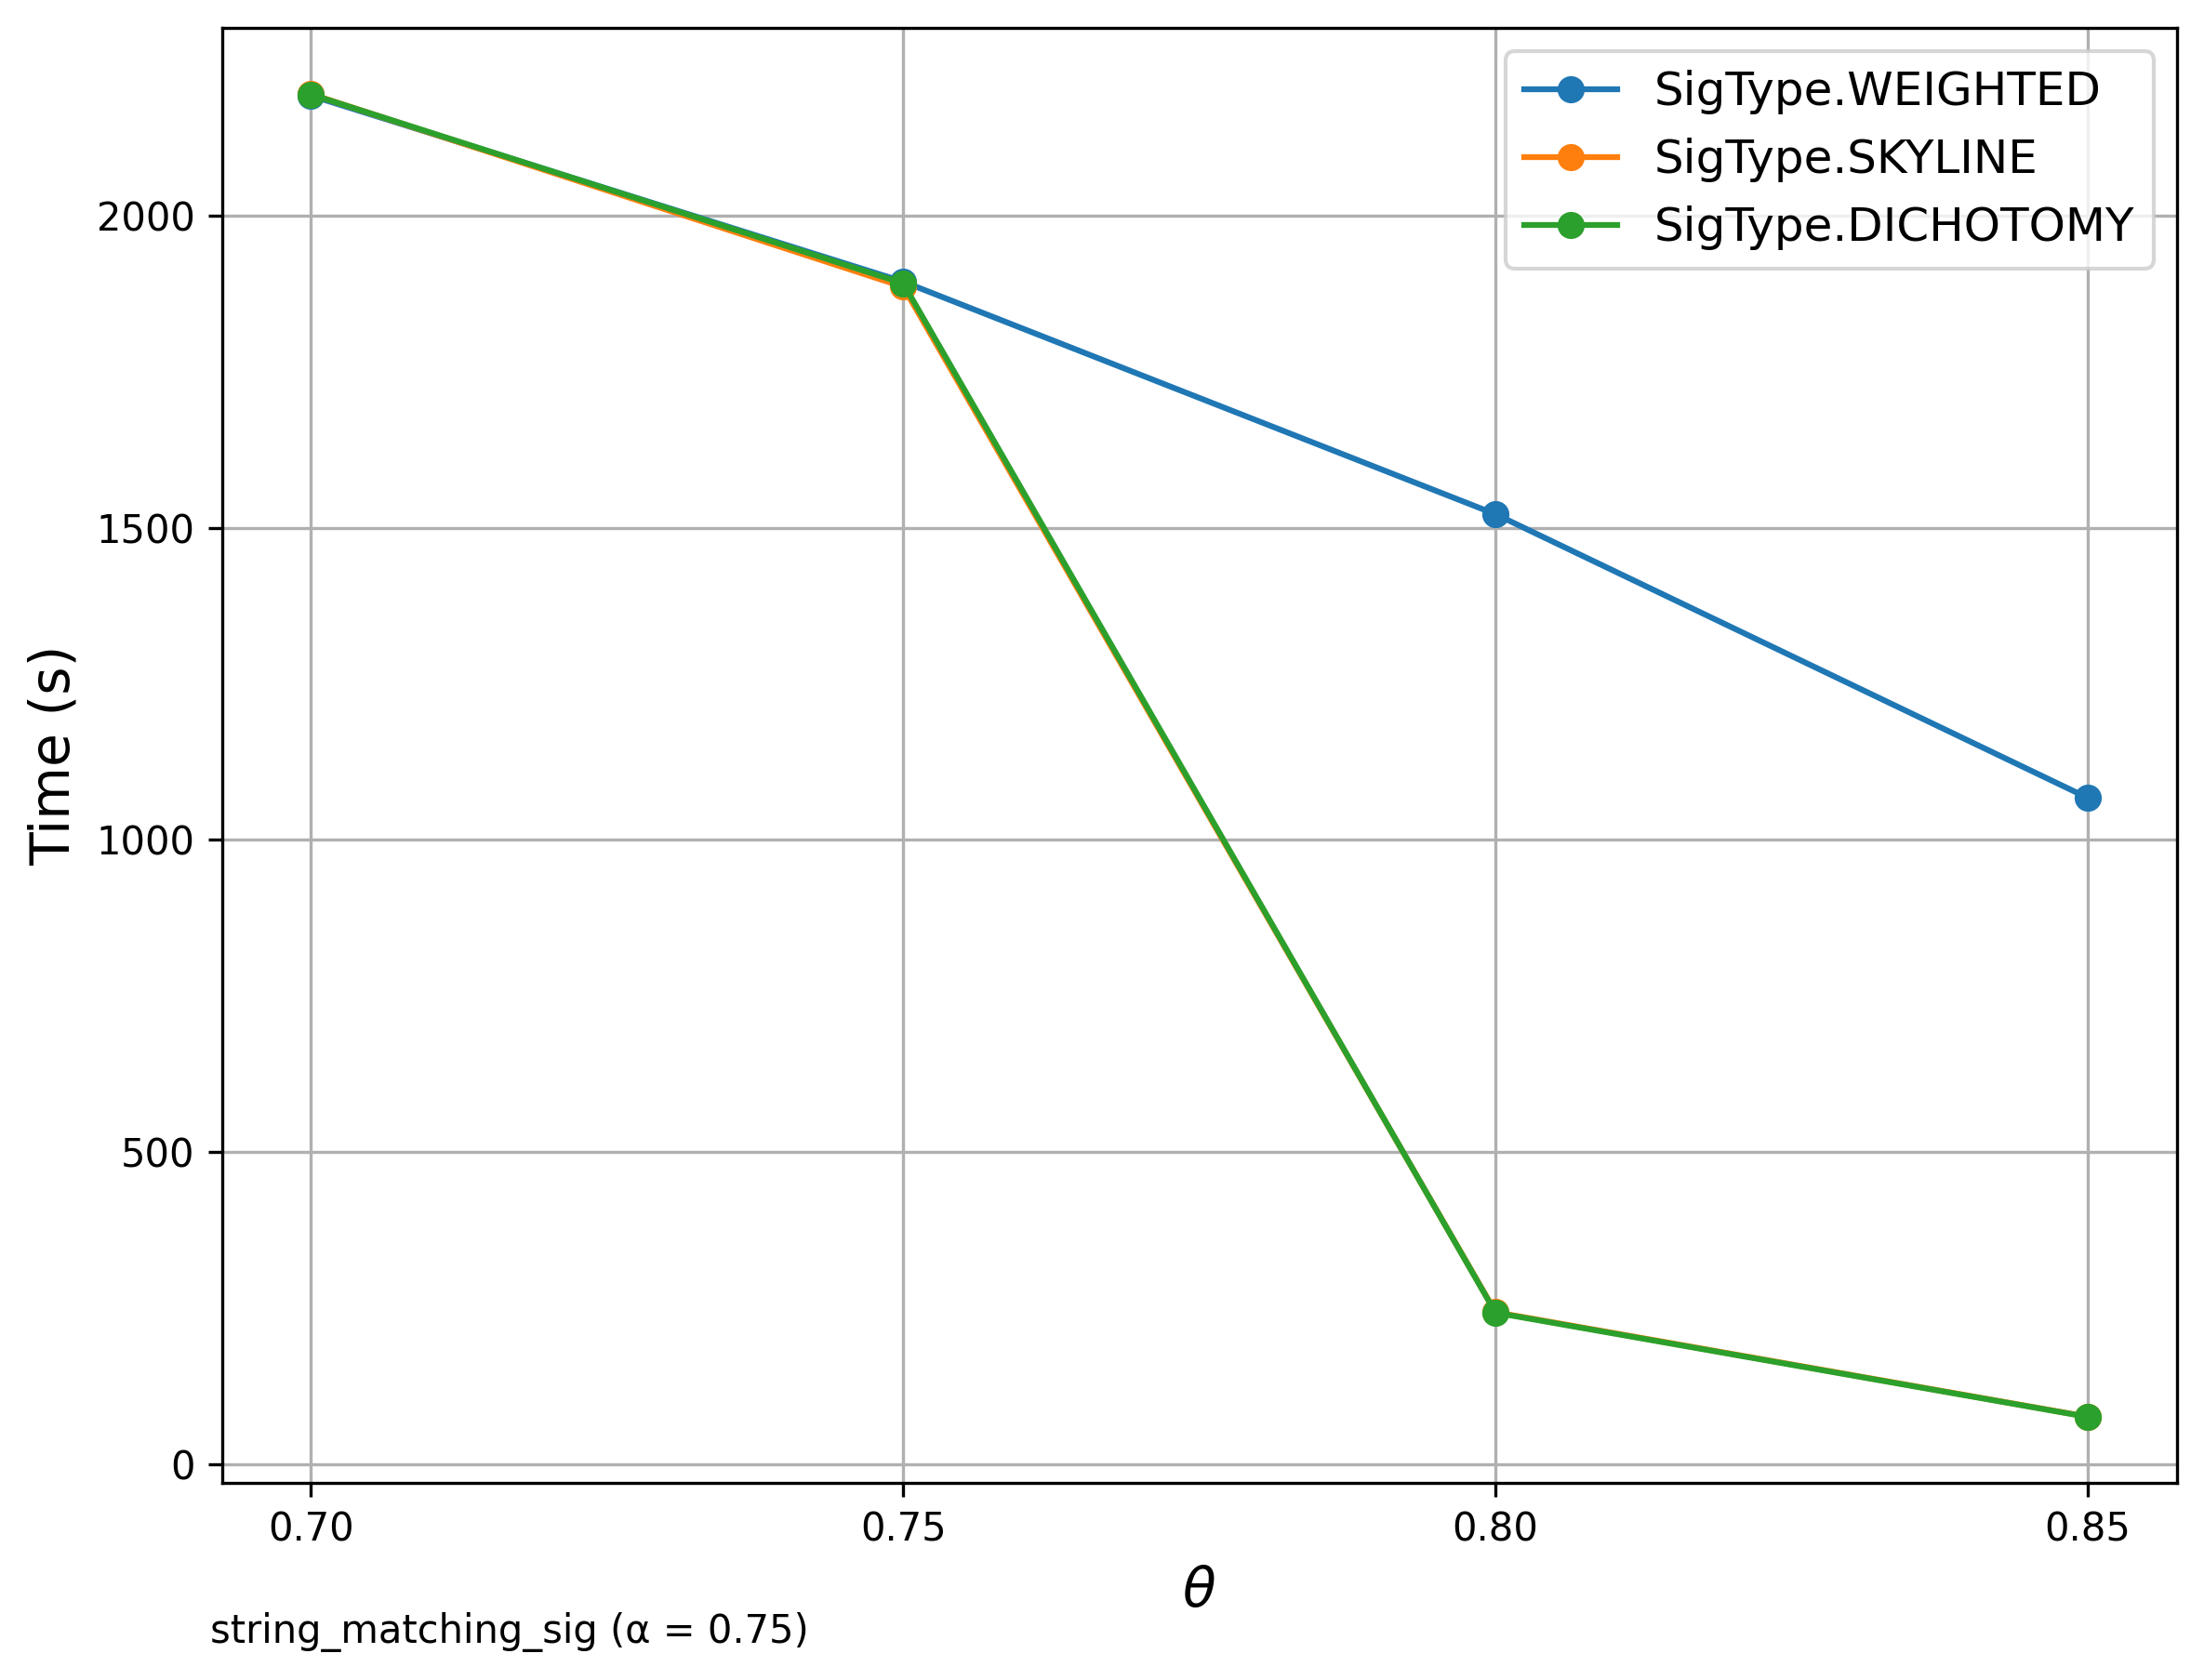 SigType.WEIGHTED
SigType.SKYLINE
SigType.DICHOTOMY
Time (s)
2000
1500
1000
500
0
0.70 0.75 0.80 0.85
θ
string_matching_sig (α = 0.75)